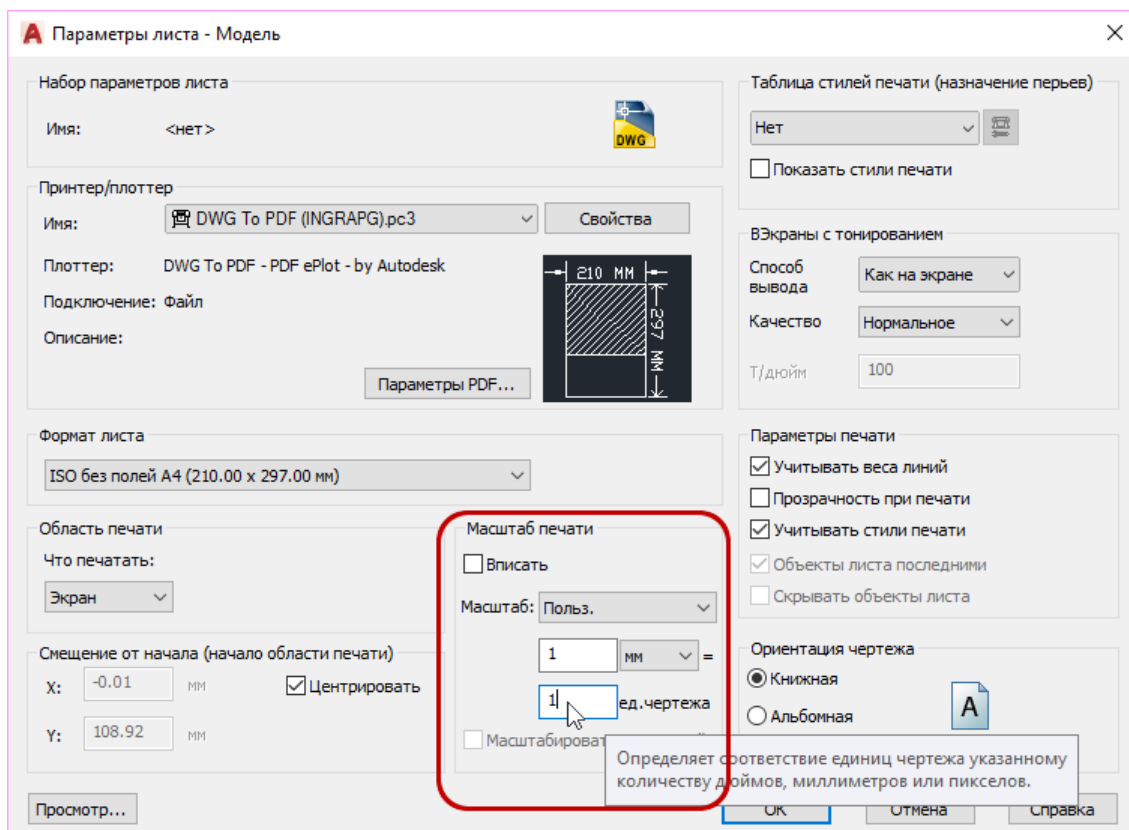 Параметры листа - Модель
Набор параметров листа
Имя: <нет>
DWG
Принтер/плоттер
Имя: DWG To PDF (INGRAPG).pc3 Свойства
Плоттер: DWG To PDF - PDF ePlot - by Autodesk
Подключение: Файл
Описание:
210 MM
297 MM
Параметры PDF...
Формат листа
ISO без полей A4 (210.00 x 297.00 мм)
Область печати
Что печатать:
Экран
Смещение от начала (начало области печати)
X: -0.01 мм Центрировать
Y: 108.92 мм
Масштаб печати
Вписать
Масштаб: Польз.
1 мм =
1 ед.чертежа
Таблица стилей печати (назначение перьев)
Нет
Показать стили печати
ВЭкраны с тонированием
Способ
вывода Как на экране
Качество Нормальное
Т/дюйм 100
Параметры печати
Учитывать веса линий
Прозрачность при печати
Учитывать стили печати
Объекты листа последними
Скрывать объекты листа
Ориентация чертежа
Книжная
Альбомная
A
Определяет соответствие единиц чертежа указанному
количеству дюймов, миллиметров или пикселов.
Просмотр... ОК Отмена Справка